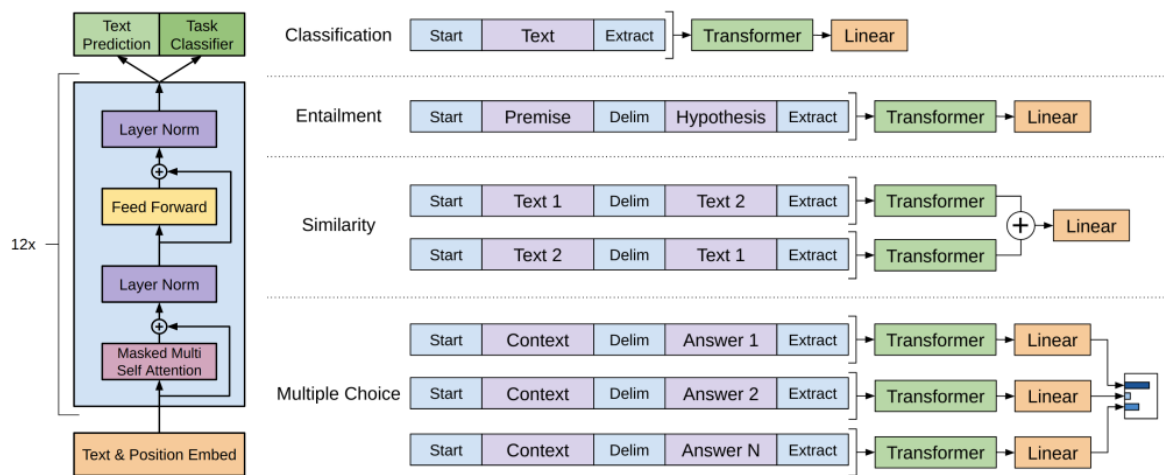 Text
Prediction
Task
Classifier
12x
Layer Norm
Feed Forward
Layer Norm
Masked Multi
Self Attention
Text & Position Embed
Classification
Start Text Extract Transformer Linear
Entailment
Start Premise Delim Hypothesis Extract Transformer Linear
Similarity
Start Text 1 Delim Text 2 Extract Transformer
Start Text 2 Delim Text 1 Extract Transformer
Linear
Multiple Choice
Start Context Delim Answer 1 Extract Transformer Linear
Start Context Delim Answer 2 Extract Transformer Linear
Start Context Delim Answer N Extract Transformer Linear